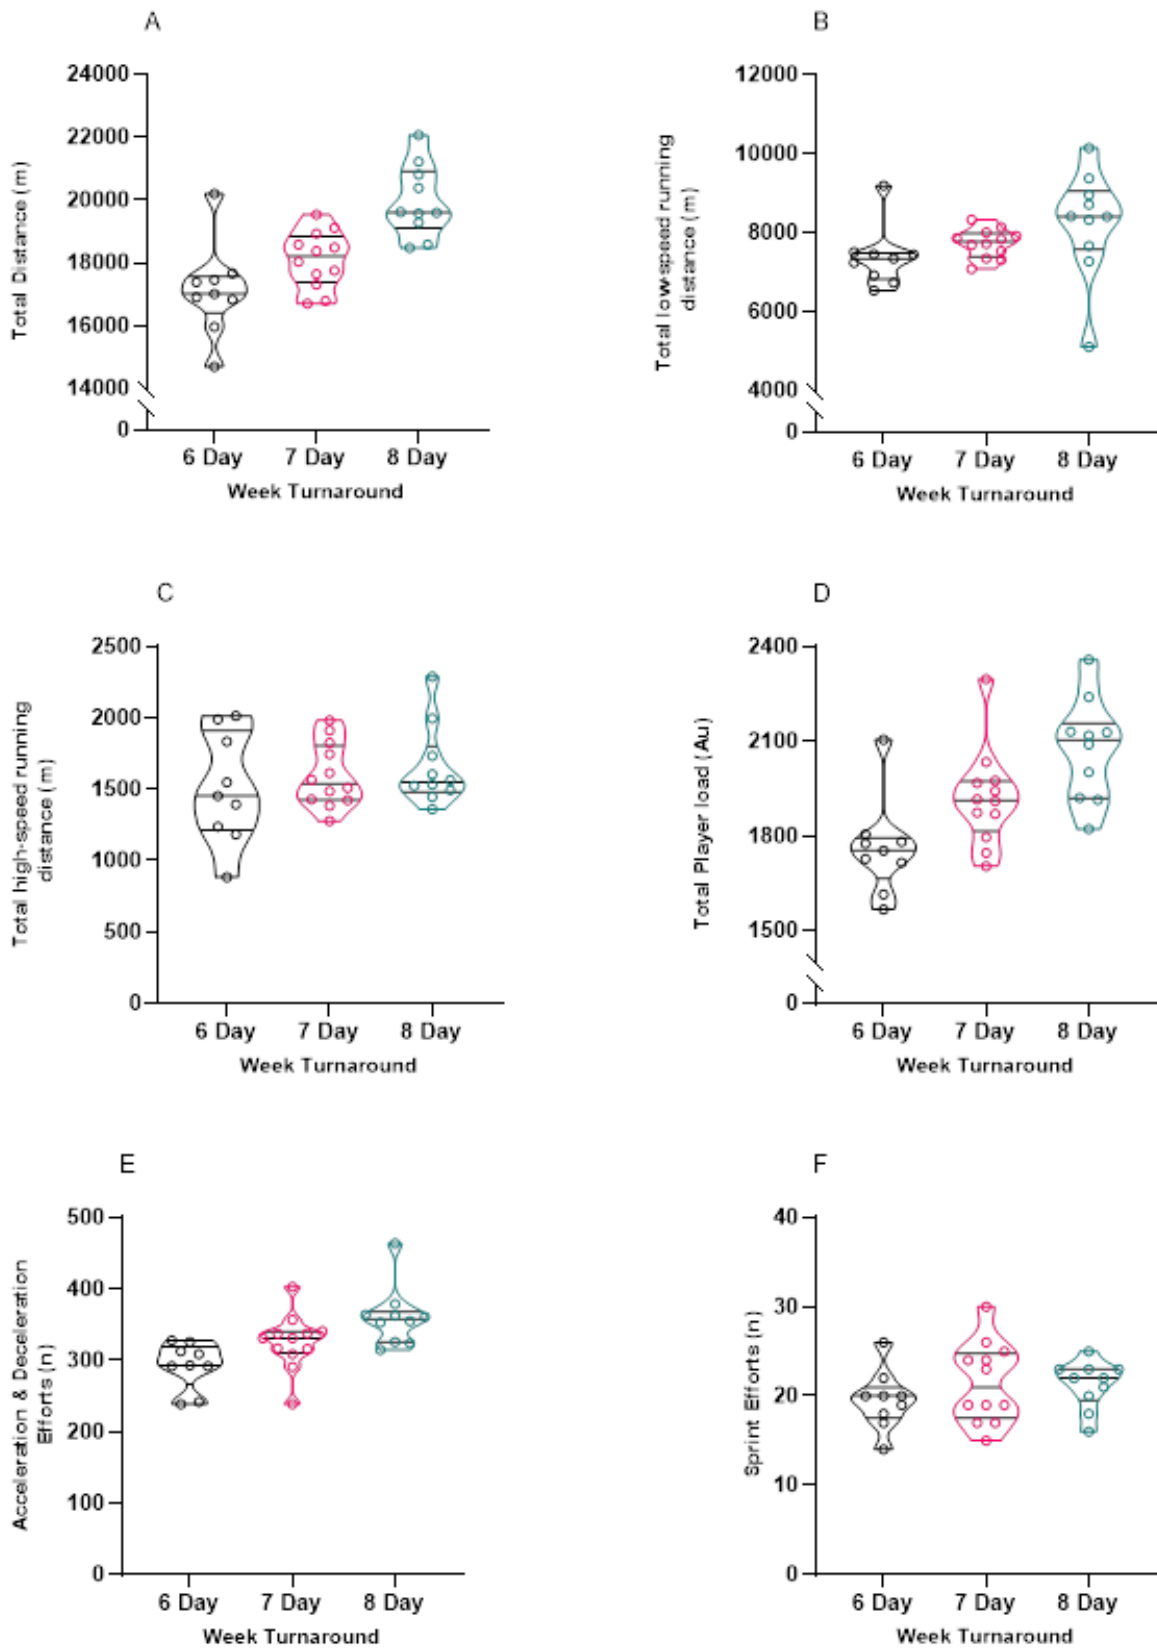 A
Total Distance (m)
24000
22000
20000
18000
16000
14000
0
6 Day 7 Day 8 Day
Week Turnaround
B
Total low-speed running
distance (m)
12000
10000
8000
6000
4000
0
6 Day 7 Day 8 Day
Week Turnaround
C
Total high-speed running
distance (m)
2500
2000
1500
1000
500
0
6 Day 7 Day 8 Day
Week Turnaround
D
Total Player load (Au)
2400
2100
1800
1500
0
6 Day 7 Day 8 Day
Week Turnaround
E
Acceleration & Deceleration
Efforts (n)
500
400
300
200
100
0
6 Day 7 Day 8 Day
Week Turnaround
F
Sprint Efforts (n)
40
30
20
10
0
6 Day 7 Day 8 Day
Week Turnaround